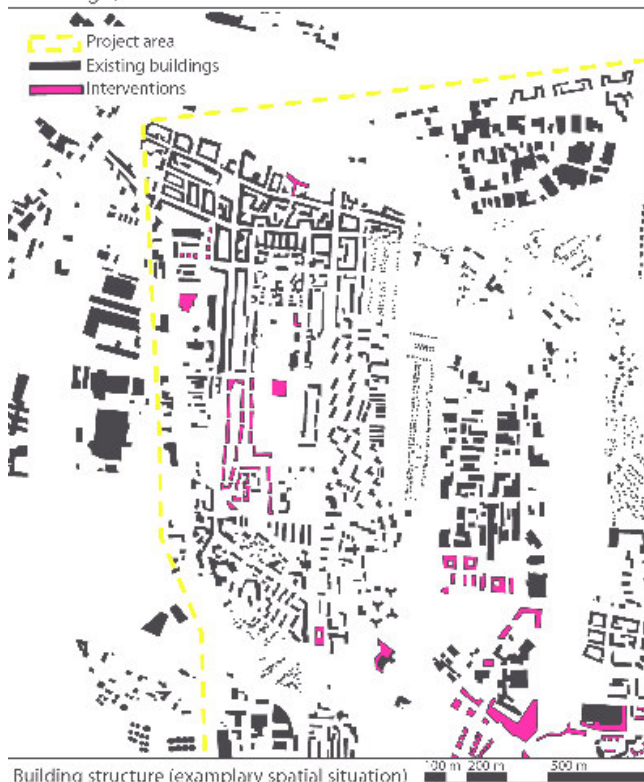 Project area
Existing buildings
Interventions
Building structure (examplary spatial situation)
100 m 200 m 500 m